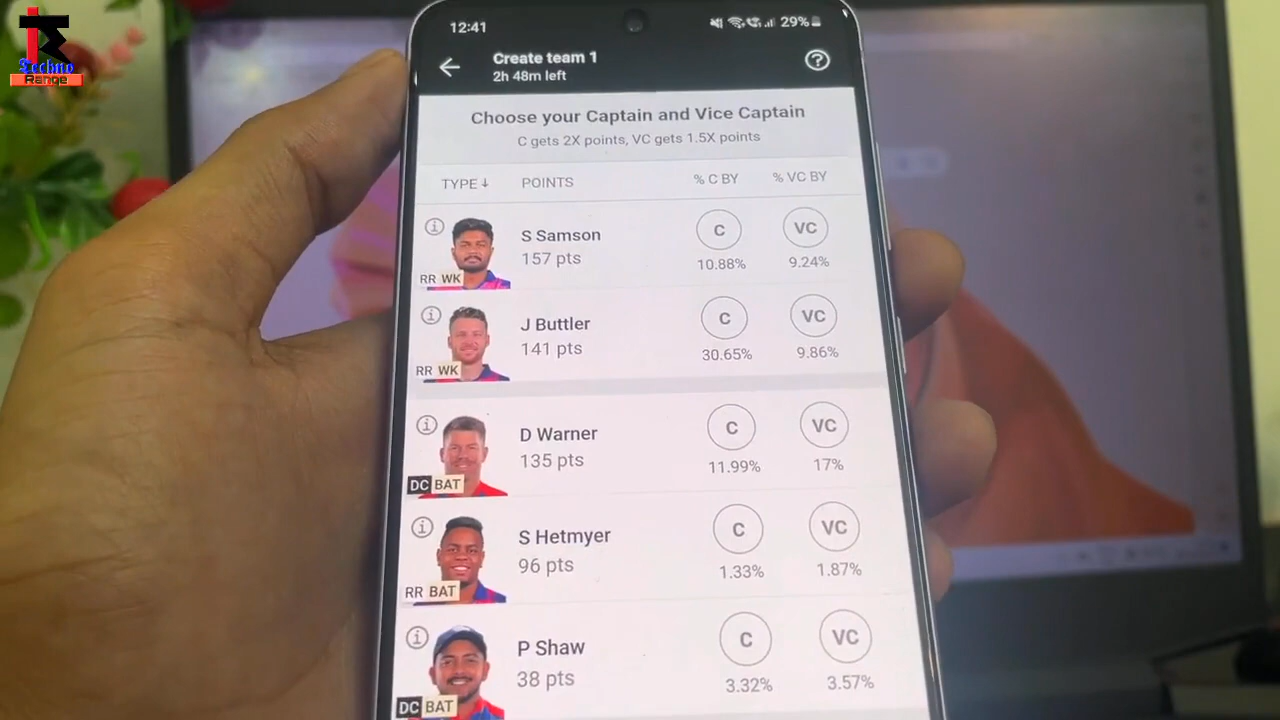 TR
Techno
Range
12:41
29%
Create team 1
2h 48m left
?
Choose your Captain and Vice Captain
C gets 2X points, VC gets 1.5X points
TYPE↓ POINTS % C BY % VC BY
i S Samson C VC
157 pts 10.88% 9.24%
RR WK
i J Buttler C VC
141 pts 30.65% 9.86%
RR WK
i D Warner C VC
135 pts 11.99% 17%
DC BAT
i S Hetmyer C VC
96 pts 1.33% 1.87%
RR BAT
i P Shaw C VC
38 pts 3.32% 3.57%
DC BAT